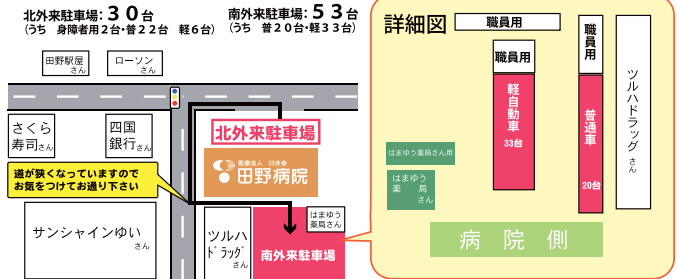 北外来駐車場:３０台
（うち　身障者用２台・普２２台　軽６台）
南外来駐車場:５３台
（うち　普２０台・軽３３台）
田野駅屋
さん
ローソン
さん
さくら
寿司さん
四国
銀行さん
北外来駐車場
医療法人　臼井会
田野病院
道が狭くなっていますので
お気をつけてお通り下さい
サンシャインゆい
さん
ツルハ
ﾄﾞﾗｯｸﾞ
さん
南外来駐車場
はまゆう
薬局さん
詳細図
職員用
職員用
軽自動車
33台
職員用
普通車
20台
ツルハドラッグ
さん
はまゆう薬局さん用
はまゆう
薬　局
さん
病院側